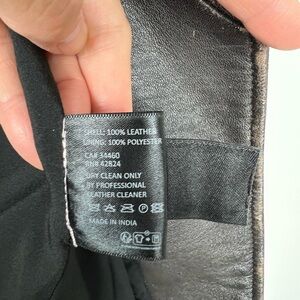 SHELL: 100% LEATHER
LINING: 100% POLYESTER
CA# 34460
RN# 42824
DRY CLEAN ONLY
BY PROFESSIONAL
LEATHER CLEANER
MADE IN INDIA